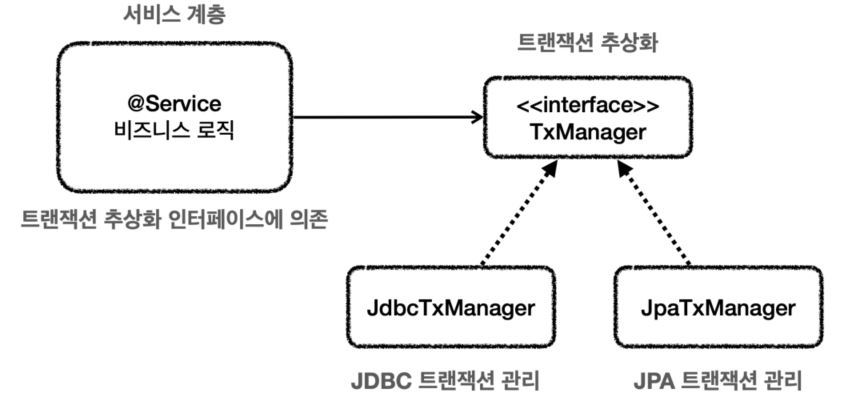 서비스 계층
트랜잭션 추상화
@Service
비즈니스 로직
<<interface>>
TxManager
트랜잭션 추상화 인터페이스에 의존
JdbcTxManager
JpaTxManager
JDBC 트랜잭션 관리
JPA 트랜잭션 관리